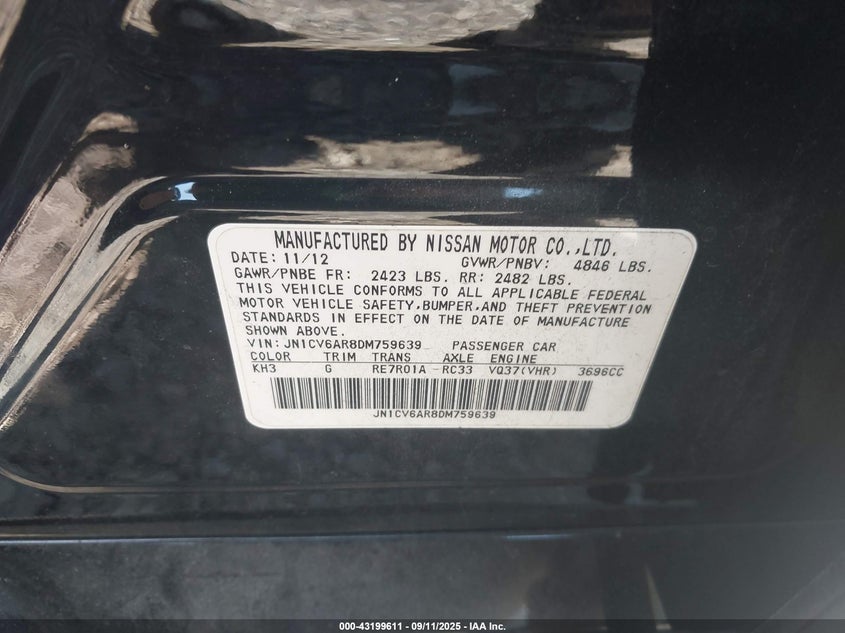 MANUFACTURED BY NISSAN MOTOR CO.,LTD.
DATE: 11/12 GVWR/PNBV: 4846 LBS.
GAWR/PNBE FR: 2423 LBS. RR: 2482 LBS.
THIS VEHICLE CONFORMS TO ALL APPLICABLE FEDERAL
MOTOR VEHICLE SAFETY,BUMPER,AND THEFT PREVENTION
STANDARDS IN EFFECT ON THE DATE OF MANUFACTURE
SHOWN ABOVE.
VIN: JN1CV6AR8DM759639 PASSENGER CAR
COLOR TRIM TRANS AXLE ENGINE
KH3 G RE7R01A -RC33 VQ37(VHR) 3696CC
JN1CV6AR8DM759639
000-43199611 - 09/11/2025 - IAA Inc.